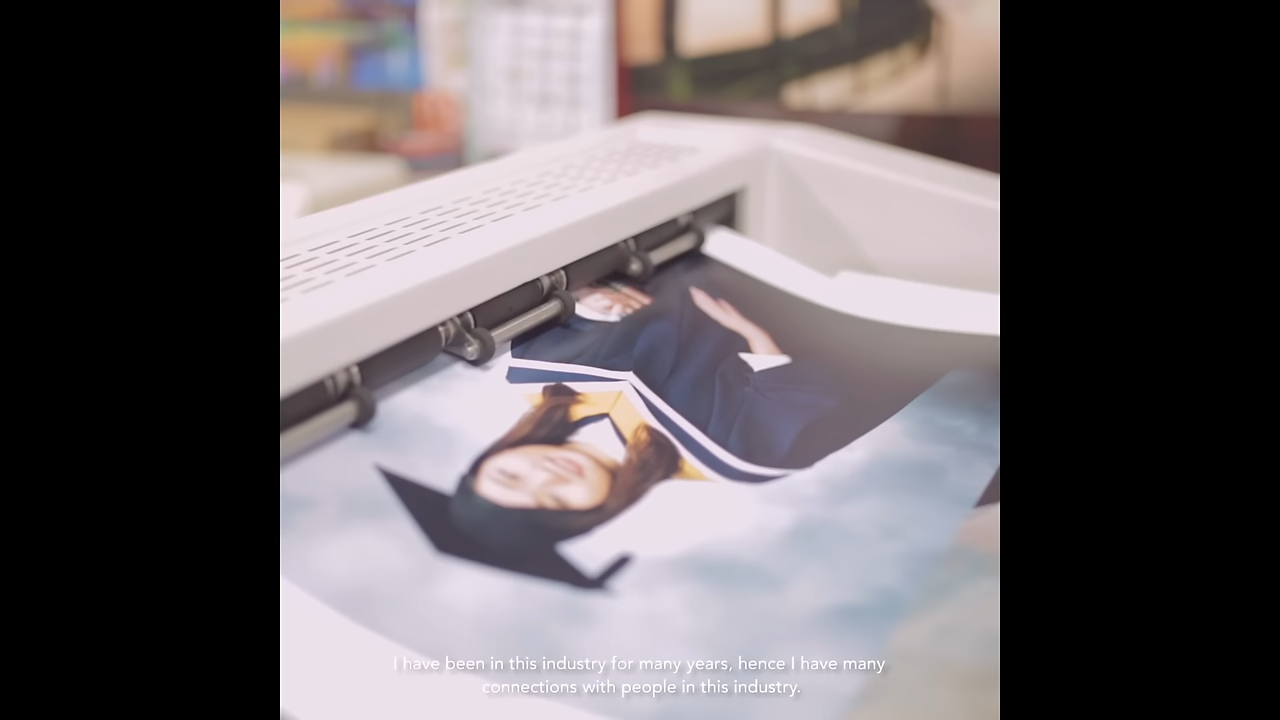 I have been in this industry for many years, hence I have many
connections with people in this industry.